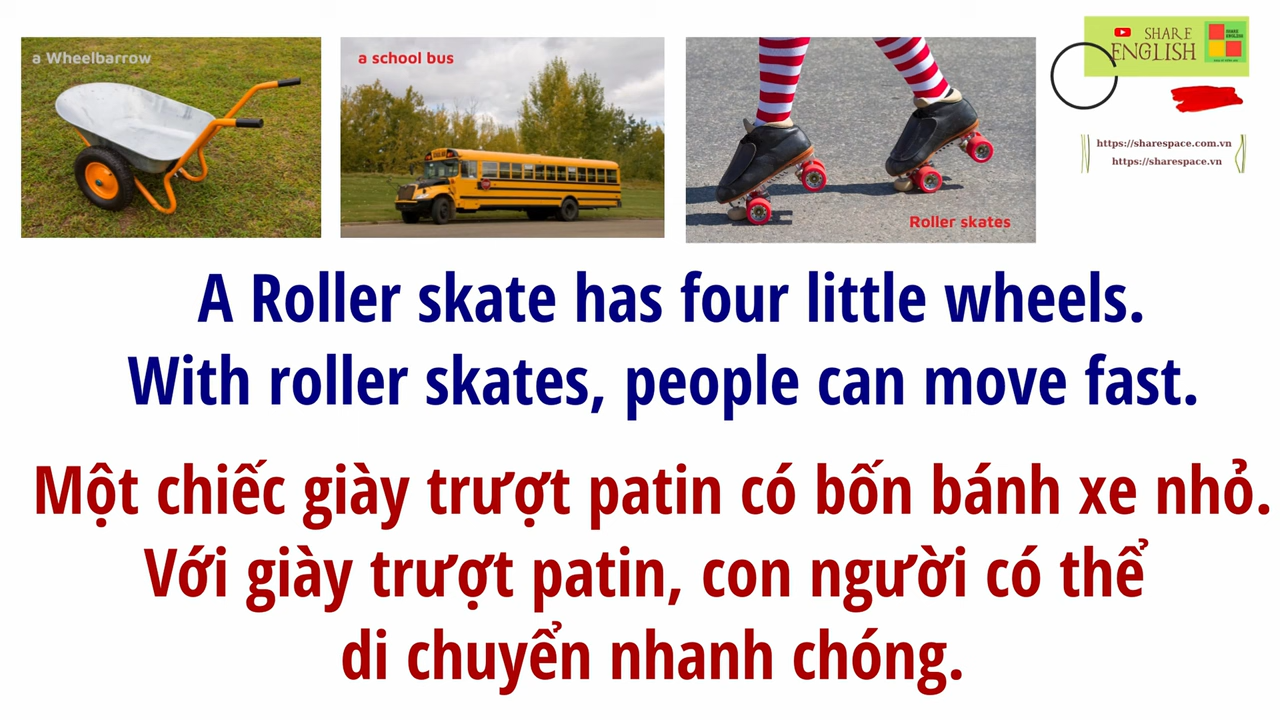 a Wheelbarrow
a school bus
Roller skates
SHARE
ENGLISH
https://sharespace.com.vn
https://sharespace.vn
A Roller skate has four little wheels.
With roller skates, people can move fast.
Một chiếc giày trượt patin có bốn bánh xe nhỏ.
Với giày trượt patin, con người có thể
di chuyển nhanh chóng.